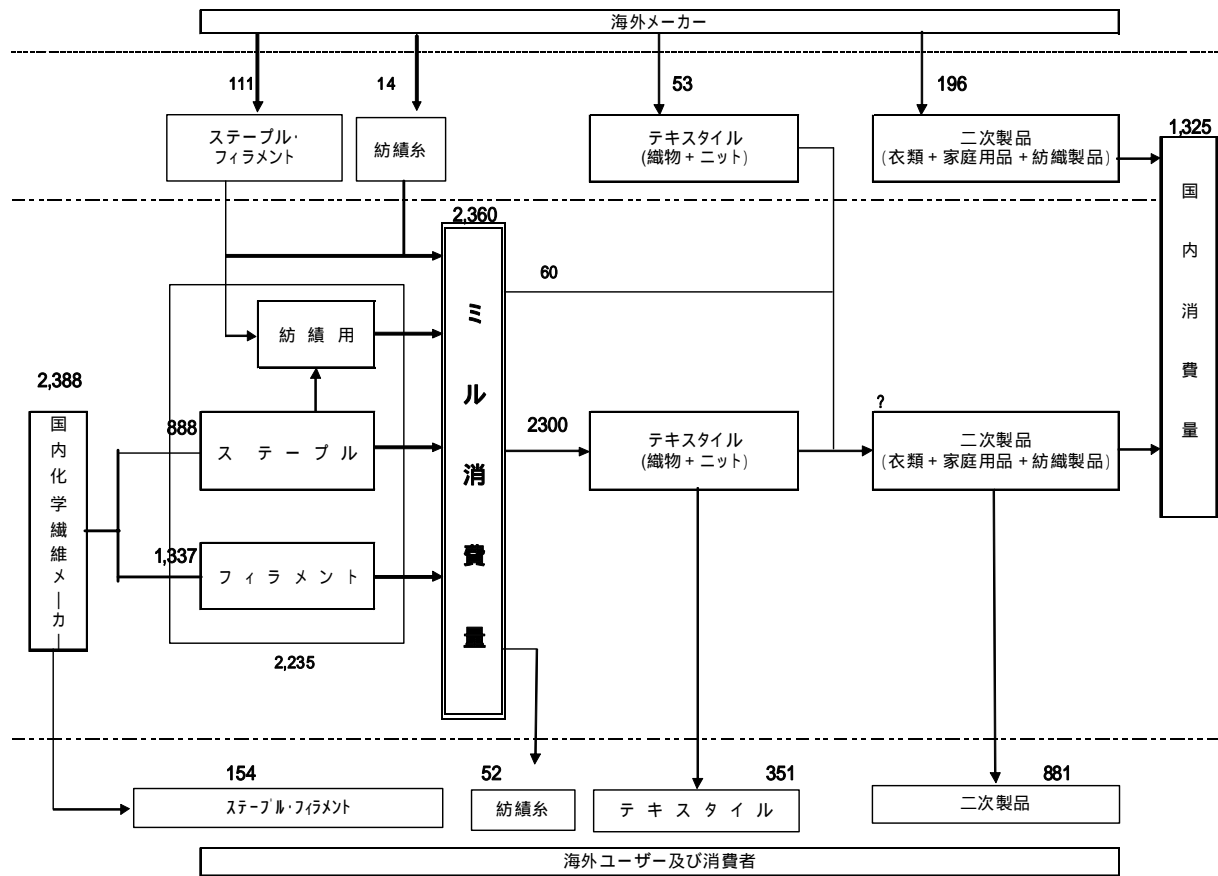 海外メーカー
111
14
53
196
ステープル・
フィラメント
紡績糸
テキスタイル
(織物+ニット)
二次製品
(衣類+家庭用品+紡織製品)
1,325
国内消費量
2,360
ミル消費量
60
紡績用
2,388
国内化学繊維メーカー
888
ステープル
2300
テキスタイル
(織物+ニット)
?
二次製品
(衣類+家庭用品+紡織製品)
1,337
フィラメント
2,235
154
52
351
881
ステープル・フィラメント
紡績糸
テキスタイル
二次製品
海外ユーザー及び消費者